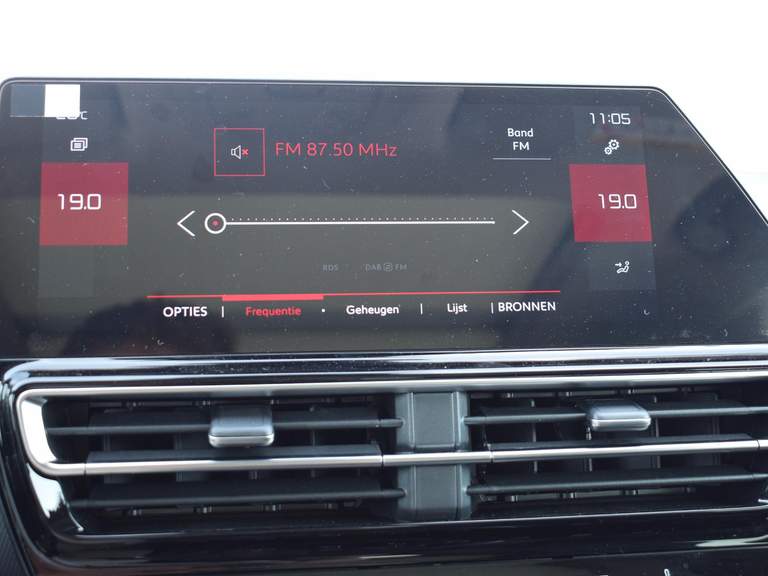 °C
11:05
Band
FM
FM 87.50 MHz
19.0
19.0
RDS DAB FM
OPTIES | Frequentie · Geheugen | Lijst | BRONNEN